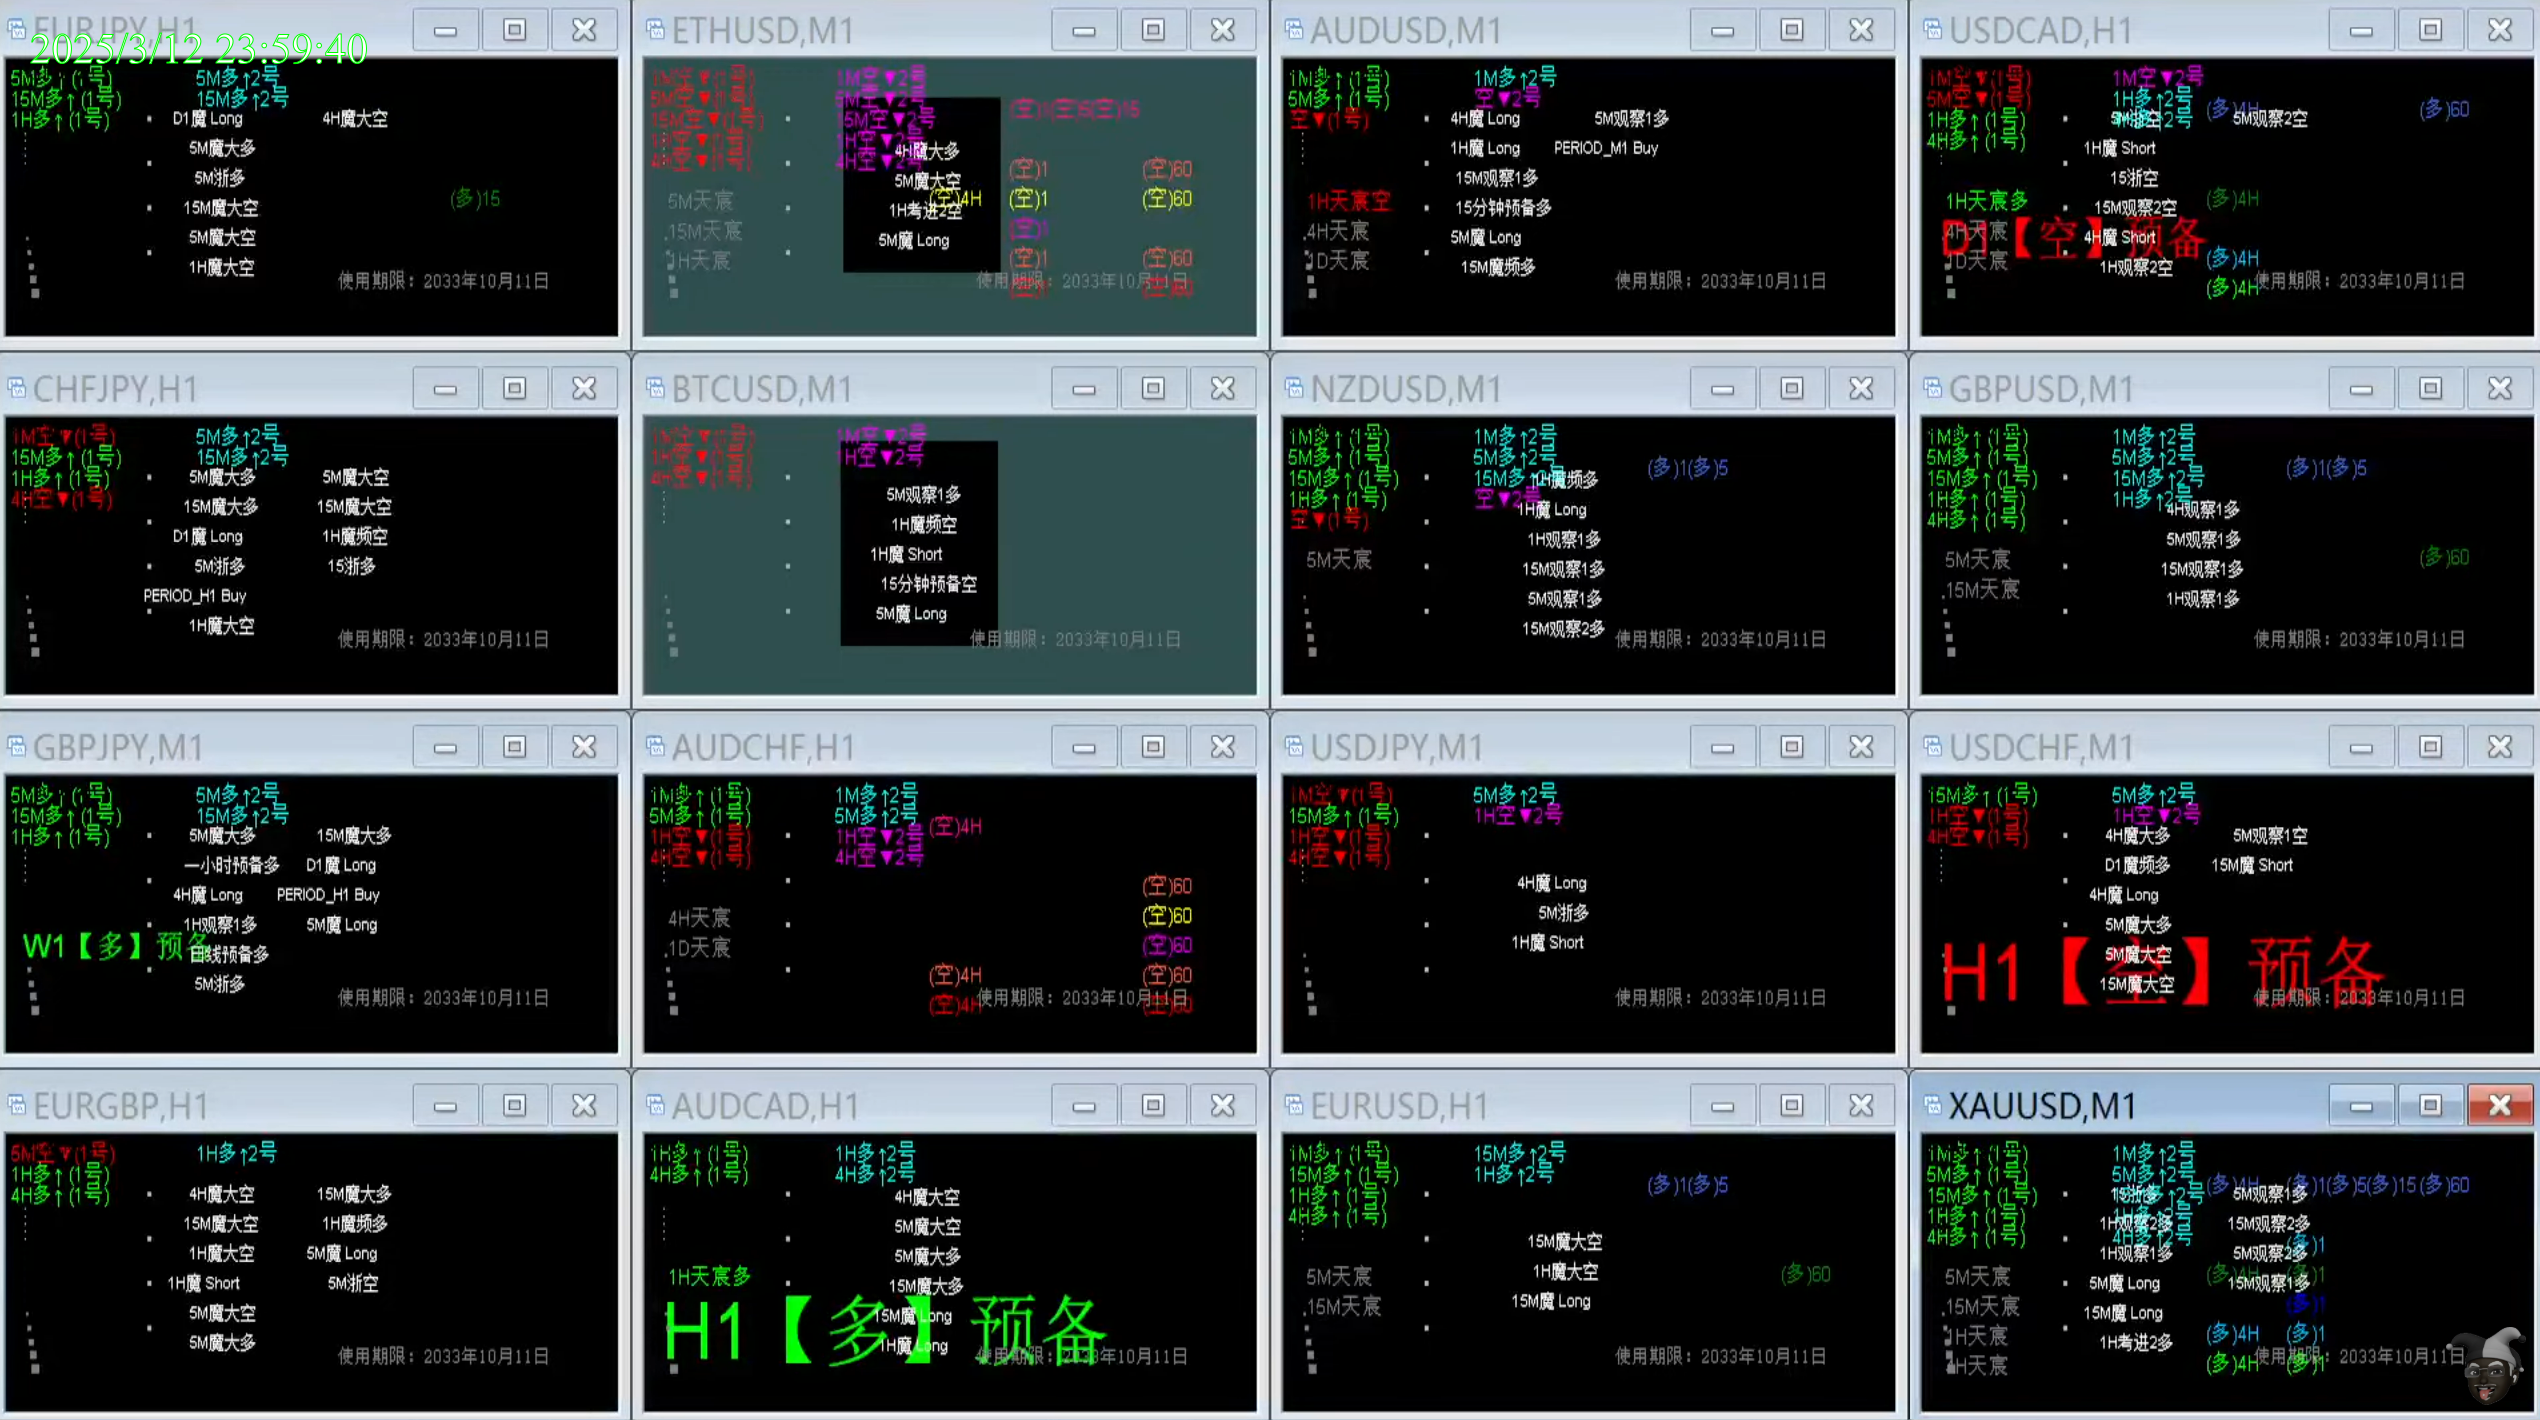 EURJPY,H1
2025/3/12 23:59:40
5M多↑(1号)
15M多↑(1号)
1H多↑(1号)
5M多↑2号
15M多↑2号
D1魔 Long 4H魔大空
5M魔大多
5M浙多
15M魔大空
5M魔大空
1H魔大空
(多)15
使用期限：2033年10月11日
ETHUSD,M1
1M空▼(1号)
5M空▼(1号)
15M空▼(1号)
1H空▼(1号)
4H空▼(1号)
1M空▼2号
5M空▼2号
15M空▼2号
1H空▼2号
4H空▼2号
4H魔大多
5M魔大空
1H考进2空
5M魔 Long
5M天宸
15M天宸
1H天宸
(空)1(空)5(空)15
(空)1 (空)60
(空)4H (空)1 (空)60
(空)1
(空)1 (空)60
使用期限：2033年10月11日
AUDUSD,M1
1M多↑(1号)
5M多↑(1号)
空▼(1号)
1M多↑2号
空▼2号
4H魔 Long 5M观察1多
1H魔 Long PERIOD_M1 Buy
15M观察1多
15分钟预备多
5M魔 Long
15M魔频多
1H天宸空
4H天宸
1D天宸
使用期限：2033年10月11日
USDCAD,H1
1M空▼(1号)
5M空▼(1号)
1H多↑(1号)
4H多↑(1号)
1M空▼2号
1H多↑2号
(多)4H (多)60
5M观察2空
1H魔 Short
15浙空
15M观察2空
4H魔 Short
1H观察2空
1H天宸多
4H天宸
1D天宸
D1【空】预备
(多)4H
(多)4H
(多)4H
使用期限：2033年10月11日
CHFJPY,H1
1M空▼(1号)
15M多↑(1号)
1H多↑(1号)
4H空▼(1号)
5M多↑2号
15M多↑2号
5M魔大多 5M魔大空
15M魔大多 15M魔大空
D1魔 Long 1H魔频空
5M浙多 15浙多
PERIOD_H1 Buy
1H魔大空
使用期限：2033年10月11日
BTCUSD,M1
1M空▼(1号)
1H空▼(1号)
4H空▼(1号)
1M空▼2号
1H空▼2号
5M观察1多
1H魔频空
1H魔 Short
15分钟预备空
5M魔 Long
使用期限：2033年10月11日
NZDUSD,M1
1M多↑(1号)
5M多↑(1号)
15M多↑(1号)
1H多↑(1号)
空▼(1号)
1M多↑2号
5M多↑2号
15M多↑2号
空▼2号
(多)1(多)5
1H魔频多
1H魔 Long
1H观察1多
15M观察1多
5M观察1多
15M观察2多
5M天宸
使用期限：2033年10月11日
GBPUSD,M1
1M多↑(1号)
5M多↑(1号)
15M多↑(1号)
1H多↑(1号)
4H多↑(1号)
1M多↑2号
5M多↑2号
15M多↑2号
1H多↑2号
(多)1(多)5
4H观察1多
5M观察1多
15M观察1多
1H观察1多
5M天宸
15M天宸
(多)60
使用期限：2033年10月11日
GBPJPY,M1
5M多↑(1号)
15M多↑(1号)
1H多↑(1号)
5M多↑2号
15M多↑2号
5M魔大多 15M魔大多
一小时预备多 D1魔 Long
4H魔 Long PERIOD_H1 Buy
1H观察1多 5M魔 Long
日线预备多
5M浙多
W1【多】预备
使用期限：2033年10月11日
AUDCHF,H1
1M多↑(1号)
5M多↑(1号)
1H空▼(1号)
4H空▼(1号)
1M多↑2号
5M多↑2号
1H空▼2号
4H空▼2号
(空)4H
(空)60
(空)60
(空)60
(空)4H (空)60
(空)4H (空)60
4H天宸
1D天宸
使用期限：2033年10月11日
USDJPY,M1
1M空▼(1号)
15M多↑(1号)
1H空▼(1号)
4H空▼(1号)
5M多↑2号
1H空▼2号
4H魔 Long
5M浙多
1H魔 Short
使用期限：2033年10月11日
USDCHF,M1
15M多↑(1号)
1H空▼(1号)
4H空▼(1号)
5M多↑2号
1H空▼2号
4H魔大多 5M观察1空
D1魔频多 15M魔 Short
4H魔 Long
5M魔大多
5M魔大空
15M魔大空
H1【空】预备
使用期限：2033年10月11日
EURGBP,H1
5M空▼(1号)
1H多↑(1号)
4H多↑(1号)
1H多↑2号
4H魔大空 15M魔大多
15M魔大空 1H魔频多
1H魔大空 5M魔 Long
1H魔 Short 5M浙空
5M魔大空
5M魔大多
使用期限：2033年10月11日
AUDCAD,H1
1H多↑(1号)
4H多↑(1号)
1H多↑2号
4H多↑2号
4H魔大空
5M魔大空
5M魔大多
15M魔大多
15M魔 Long
1H魔 Long
1H天宸多
H1【多】预备
使用期限：2033年10月11日
EURUSD,H1
1M多↑(1号)
15M多↑(1号)
1H多↑(1号)
4H多↑(1号)
15M多↑2号
1H多↑2号
(多)1(多)5
15M魔大空
1H魔大空
15M魔 Long
5M天宸
15M天宸
(多)60
使用期限：2033年10月11日
XAUUSD,M1
1M多↑(1号)
5M多↑(1号)
15M多↑(1号)
1H多↑(1号)
4H多↑(1号)
1M多↑2号
5M多↑2号
4H多↑2号
(多)4H (多)1(多)5(多)15(多)60
5M观察1多
1H观察2多 15M观察2多
1H观察1多 5M观察2多
5M魔 Long 15M观察1多
15M魔 Long
1H考进2多
5M天宸
15M天宸
1H天宸
4H天宸
(多)1
(多)4H (多)1
(多)1
(多)4H (多)1
(多)4H (多)1
使用期限：2033年10月11日